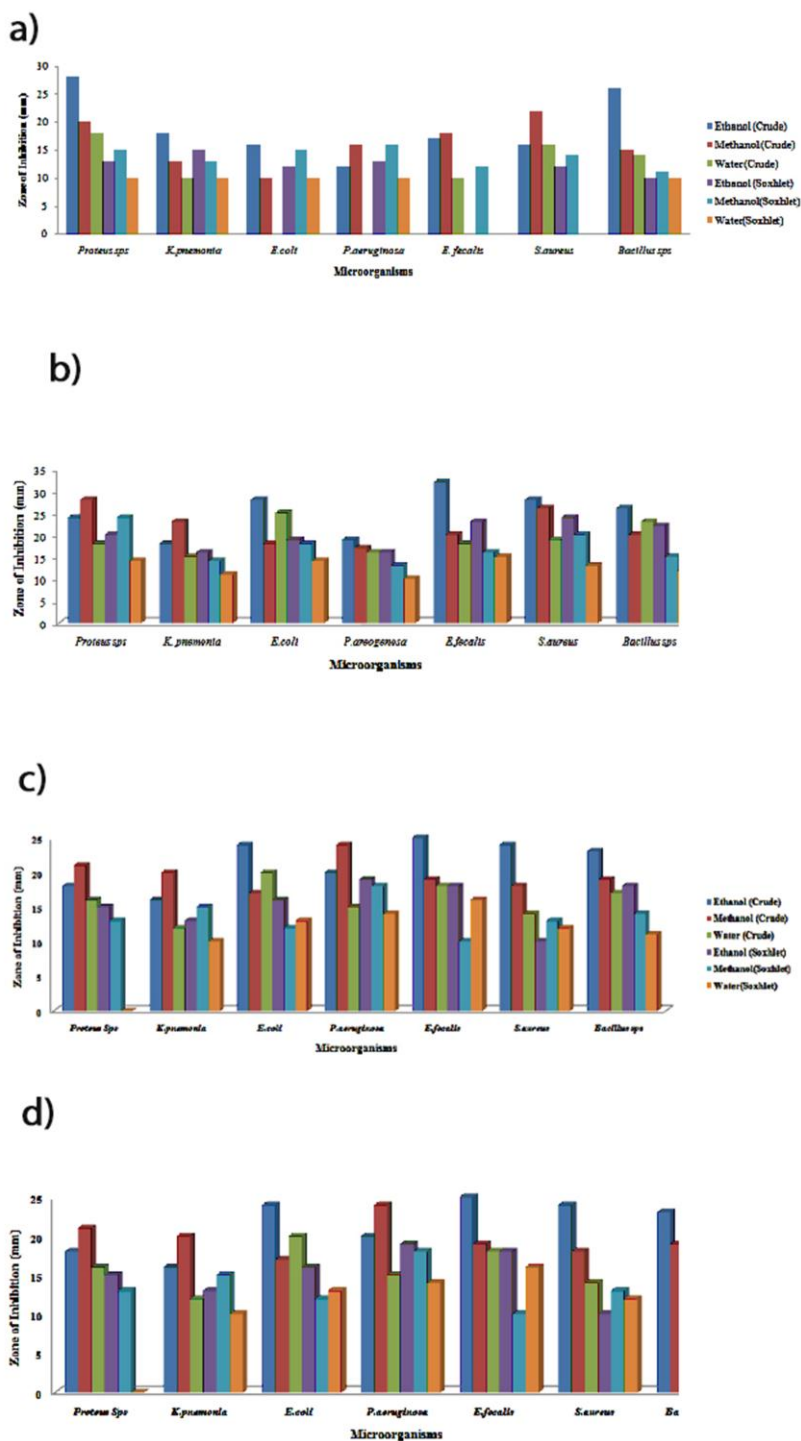 a)
30
25
20
15
10
5
0
Zone of Inhibition (mm)
Proteus sps K.pnemonia E.coli P.aeruginosa E. fecalis S.aureus Bacillus sps
Microorganisms
Ethanol (Crude)
Methanol (Crude)
Water (Crude)
Ethanol (Soxhlet)
Methanol(Soxhlet)
Water(Soxhlet)
b)
35
30
25
20
15
10
5
0
Zone of Inhibition (mm)
Proteus sps K. pnemonia E.coli P.areogenosa E.fecalis S.aureus Bacillus sps
Microorganisms
c)
25
20
15
10
5
0
Zone of Inhibition (mm)
Proteus Sps K.pnemonia E.coli P.aeruginosa E.fecalis S.aureus Bacillus sps
Microorganisms
Ethanol (Crude)
Methanol (Crude)
Water (Crude)
Ethanol (Soxhlet)
Methanol(Soxhlet)
Water(Soxhlet)
d)
25
20
15
10
5
0
Zone of Inhibition (mm)
Proteus Sps K.pnemonia E.coli P.aeruginosa E.fecalis S.aureus Ba
Microorganisms